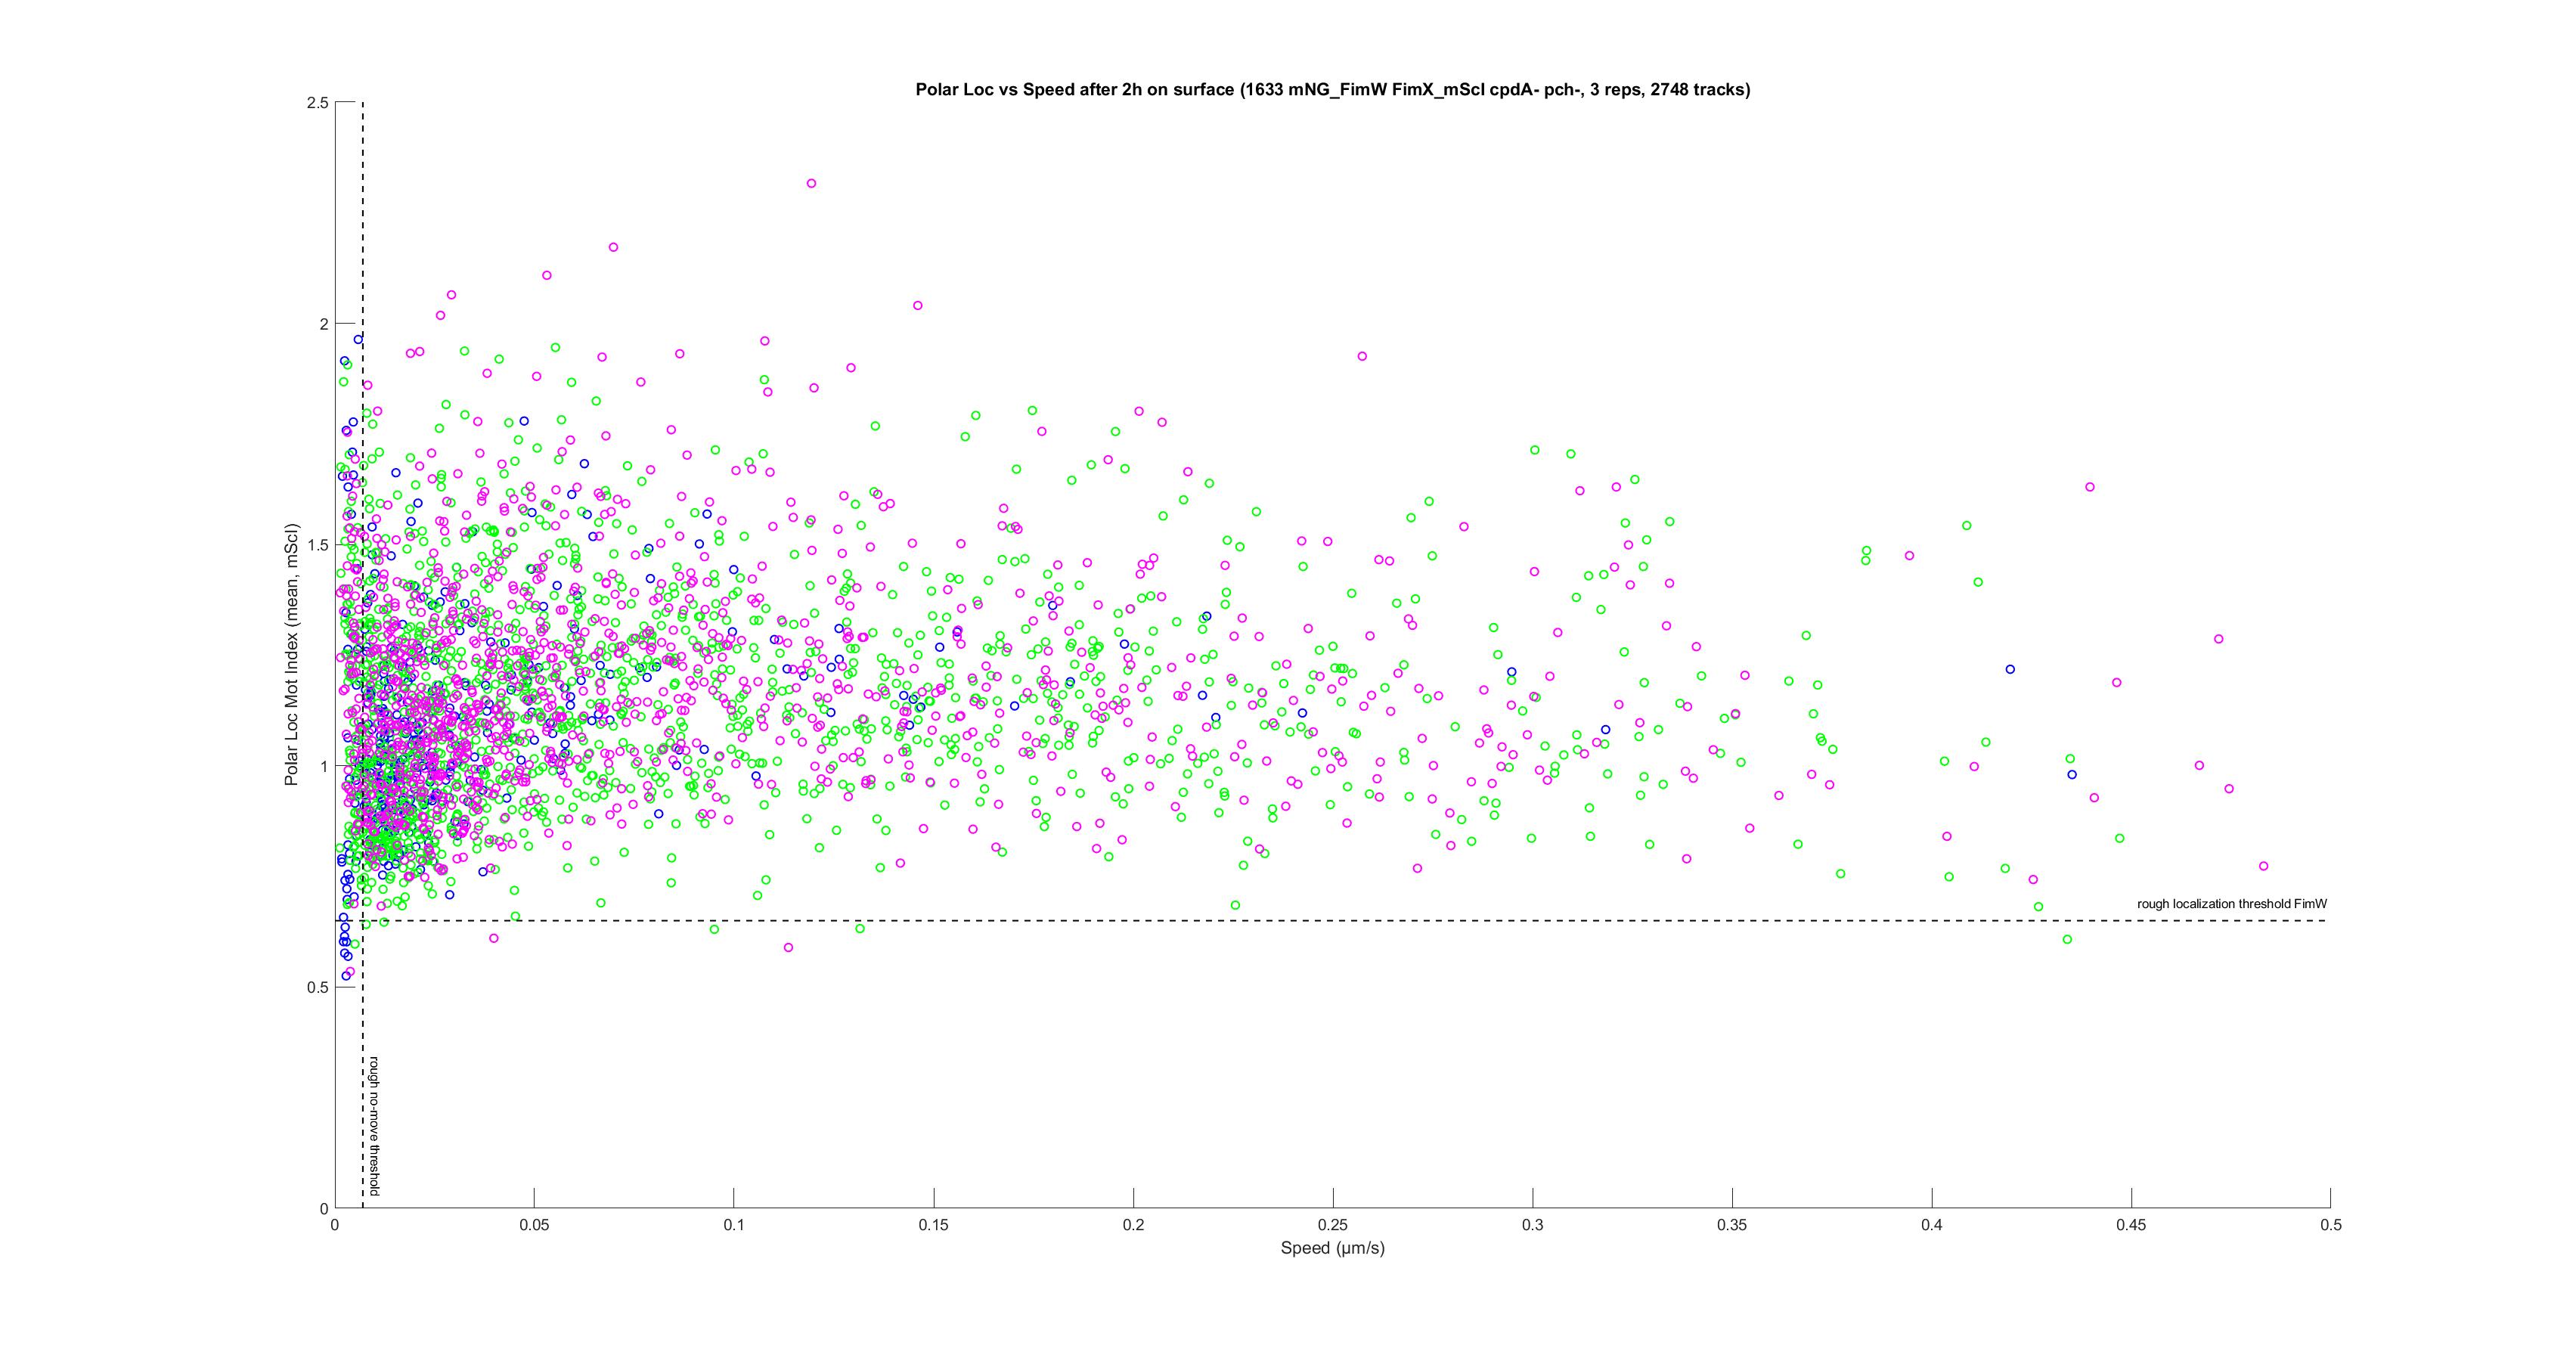 Polar Loc vs Speed after 2h on surface (1633 mNG_FimW FimX_mScI cpdA- pch-, 3 reps, 2748 tracks)
2.5
2
1.5
1
0.5
0
Polar Loc Mot Index (mean, mScI)
rough localization threshold FimW
rough no-move threshold
0 0.05 0.1 0.15 0.2 0.25 0.3 0.35 0.4 0.45 0.5
Speed (µm/s)